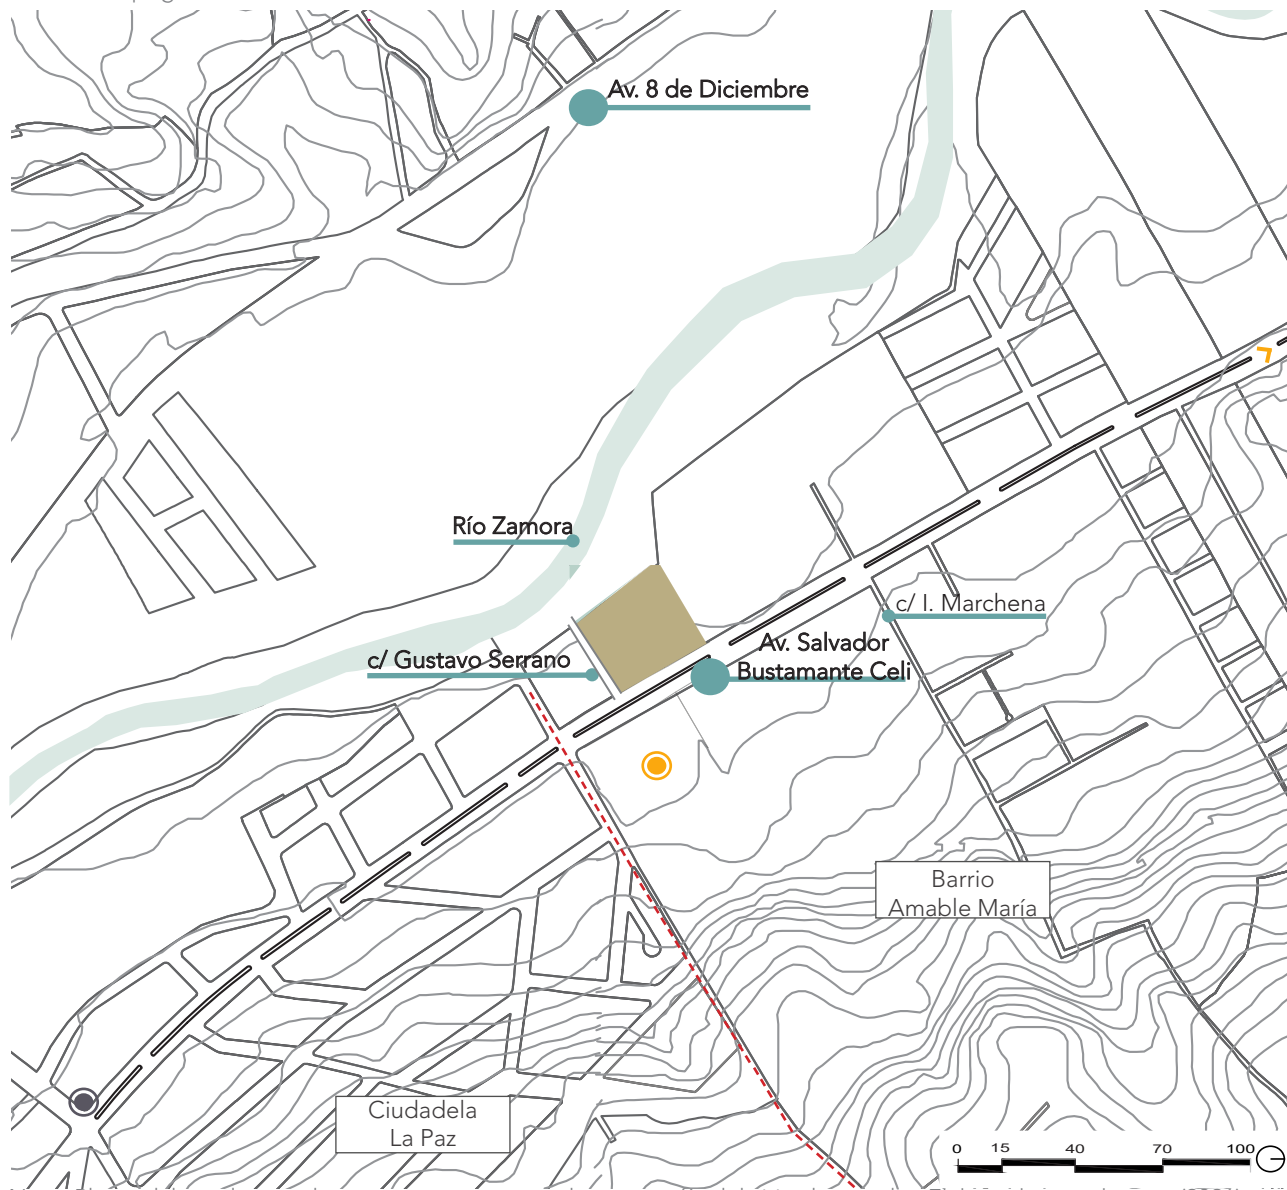 Av. 8 de Diciembre
Río Zamora
c/ I. Marchena
Av. Salvador
Bustamante Celi
c/ Gustavo Serrano
Barrio
Amable María
Ciudadela
La Paz
0 15 40 70 100